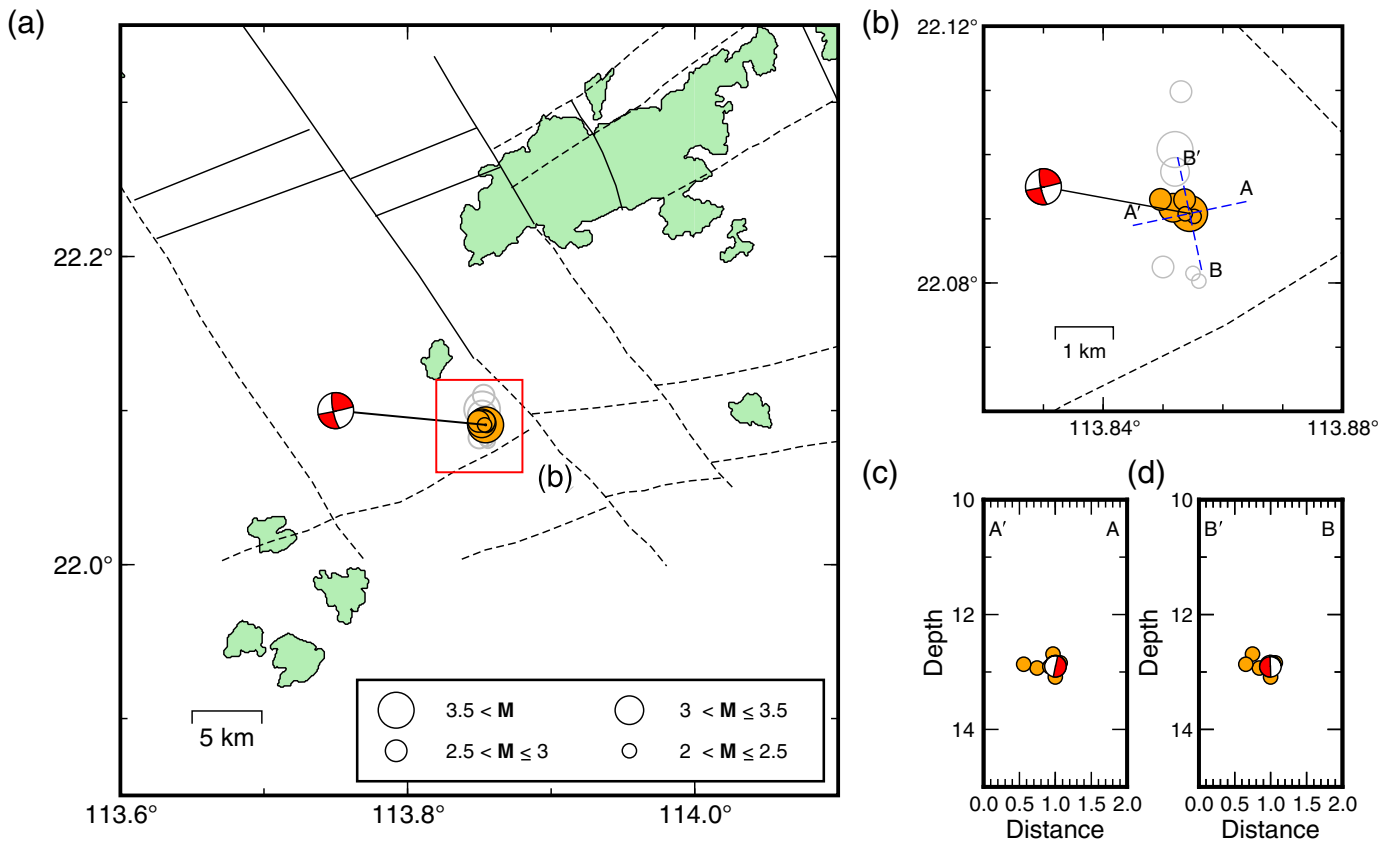 (a)
22.2°
22.0°
113.6°
113.8°
114.0°
(b)
5 km
3.5 < M
3 < M ≤ 3.5
2.5 < M ≤ 3
2 < M ≤ 2.5
(b)
22.12°
22.08°
113.84°
113.88°
B′
A
A′
B
1 km
(c)
10
12
14
Depth
A′ A
0.0 0.5 1.0 1.5 2.0
Distance
(d)
10
12
14
Depth
B′ B
0.0 0.5 1.0 1.5 2.0
Distance